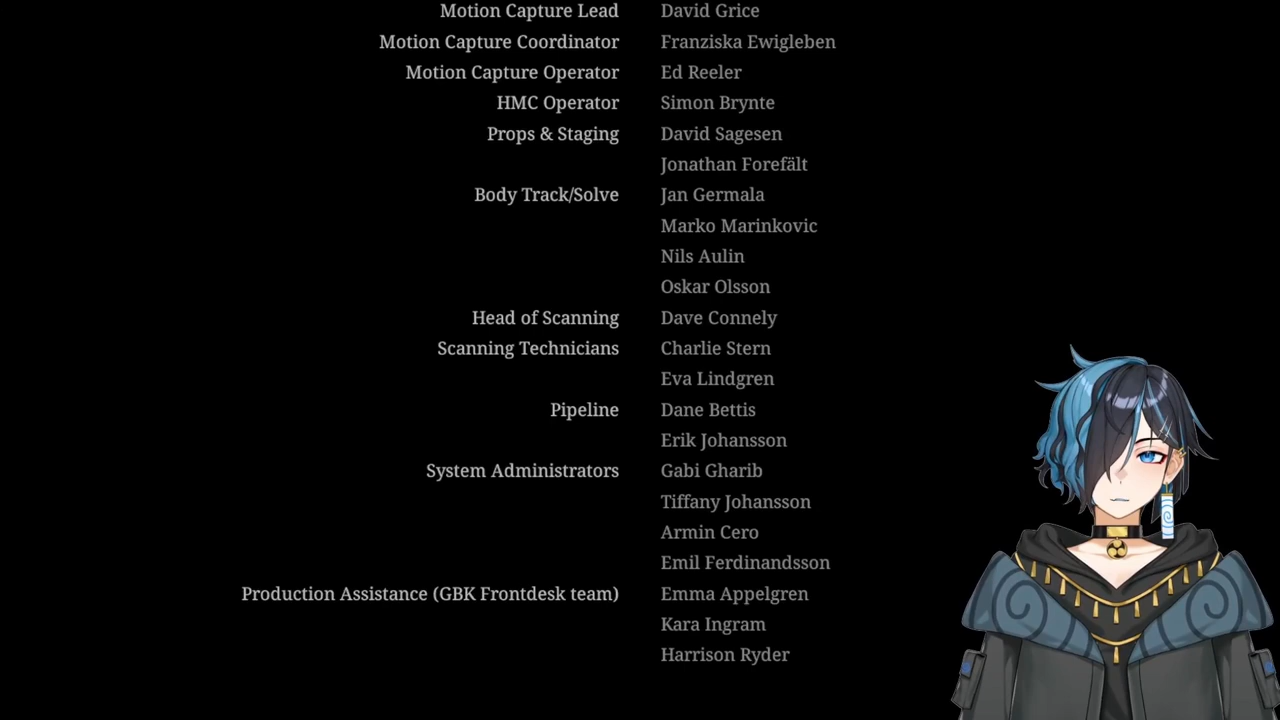 Motion Capture Lead David Grice
Motion Capture Coordinator Franziska Ewigleben
Motion Capture Operator Ed Reeler
HMC Operator Simon Brynte
Props & Staging David Sagesen
Jonathan Forefält
Body Track/Solve Jan Germala
Marko Marinkovic
Nils Aulin
Oskar Olsson
Head of Scanning Dave Connely
Scanning Technicians Charlie Stern
Eva Lindgren
Pipeline Dane Bettis
Erik Johansson
System Administrators Gabi Gharib
Tiffany Johansson
Armin Cero
Emil Ferdinandsson
Production Assistance (GBK Frontdesk team) Emma Appelgren
Kara Ingram
Harrison Ryder